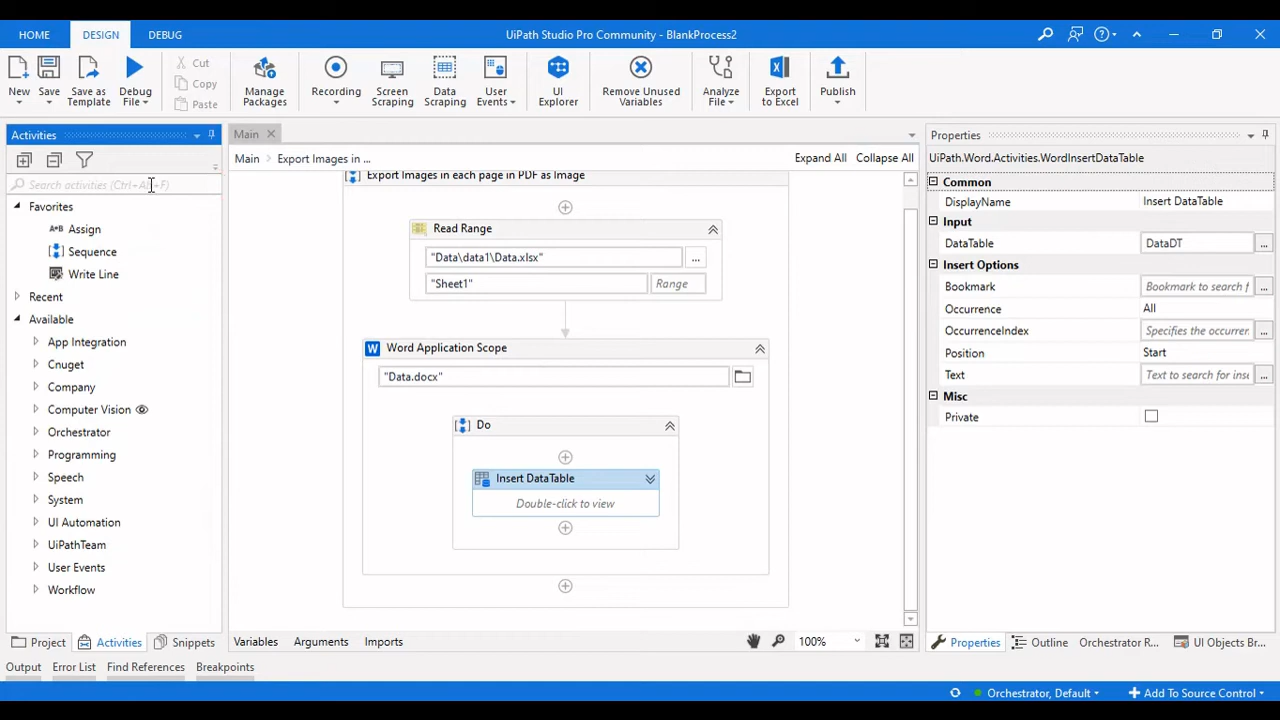 HOME DESIGN DEBUG UiPath Studio Pro Community - BlankProcess2
New Save Save as Template Debug File Cut Copy Paste Manage Packages Recording Screen Scraping Data Scraping User Events UI Explorer Remove Unused Variables Analyze File Export to Excel Publish
Activities
Search activities (Ctrl+Alt+F)
Favorites
Assign
Sequence
Write Line
Recent
Available
App Integration
Cnuget
Company
Computer Vision
Orchestrator
Programming
Speech
System
UI Automation
UiPathTeam
User Events
Workflow
Project Activities Snippets
Main
Main Export Images in ... Expand All Collapse All
Export Images in each page in PDF as Image
Read Range
"Data\data1\Data.xlsx" ...
"Sheet1" Range
W Word Application Scope
"Data.docx"
Do
Insert DataTable
Double-click to view
Variables Arguments Imports 100%
Properties
UiPath.Word.Activities.WordInsertDataTable
Common
DisplayName Insert DataTable
Input
DataTable DataDT ...
Insert Options
Bookmark Bookmark to search f ...
Occurrence All
OccurrenceIndex Specifies the occurrer ...
Position Start
Text Text to search for inse ...
Misc
Private
Properties Outline Orchestrator R... UI Objects Br...
Output Error List Find References Breakpoints
Orchestrator, Default Add To Source Control